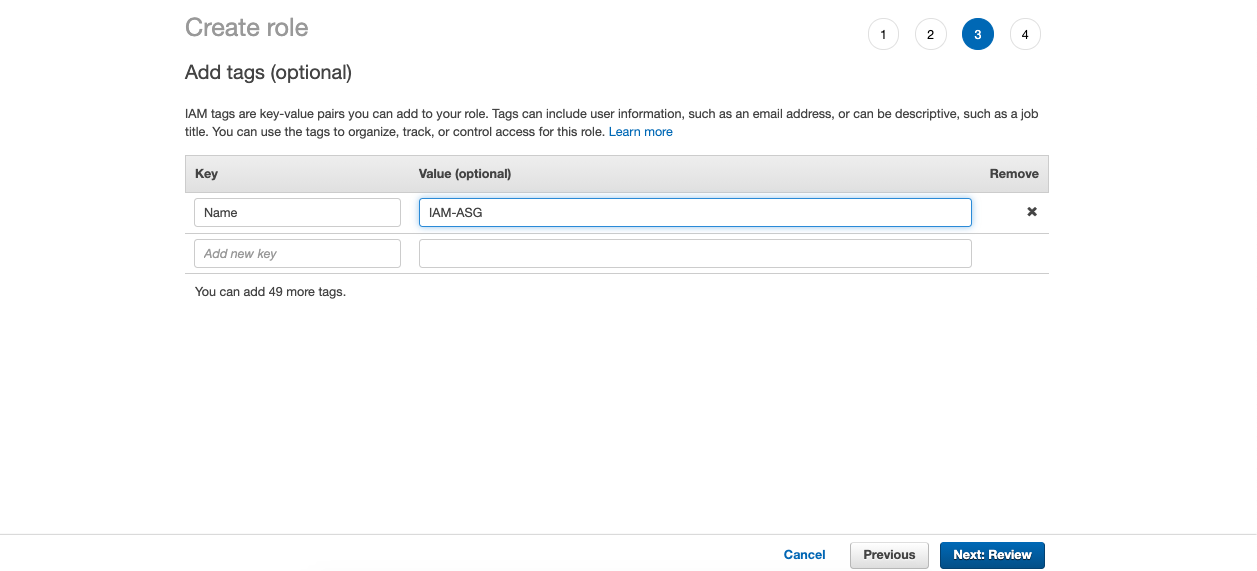 Create role
1 2 3 4
Add tags (optional)
IAM tags are key-value pairs you can add to your role. Tags can include user information, such as an email address, or can be descriptive, such as a job
title. You can use the tags to organize, track, or control access for this role. Learn more
Key Value (optional) Remove
Name IAM-ASG ✖
Add new key
You can add 49 more tags.
Cancel Previous Next: Review